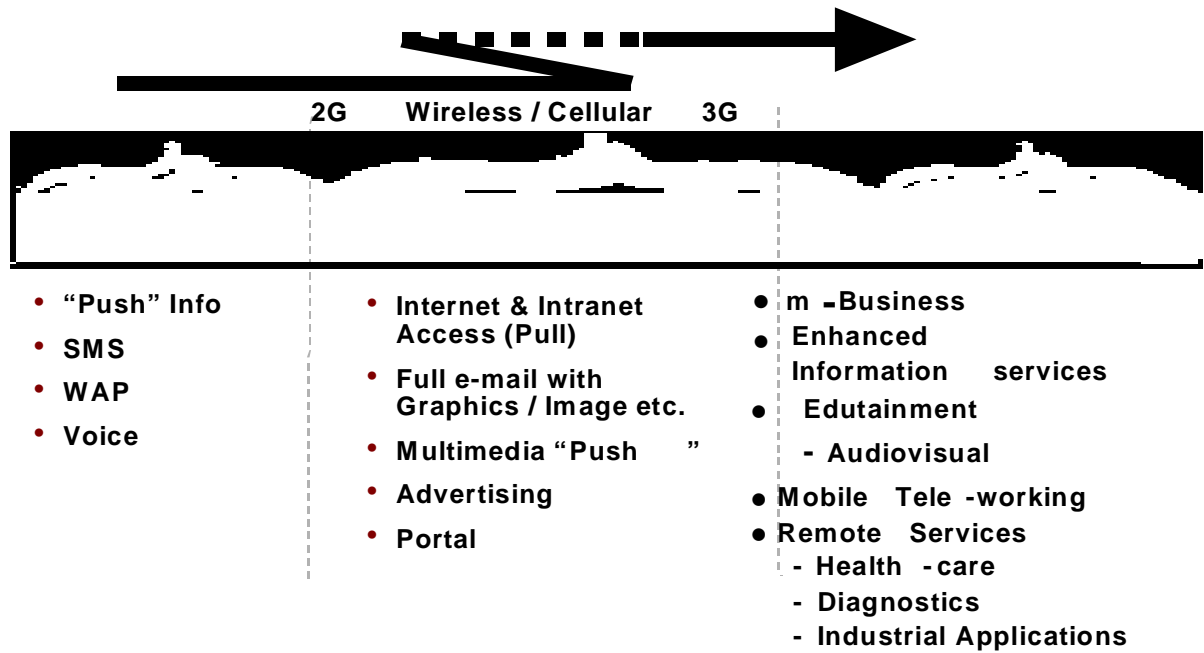 2G Wireless / Cellular 3G
• “Push” Info
• SMS
• WAP
• Voice
• Internet & Intranet
Access (Pull)
• Full e-mail with
Graphics / Image etc.
• Multimedia “Push ”
• Advertising
• Portal
● m -Business
● Enhanced
Information services
● Edutainment
- Audiovisual
● Mobile Tele -working
● Remote Services
- Health -care
- Diagnostics
- Industrial Applications